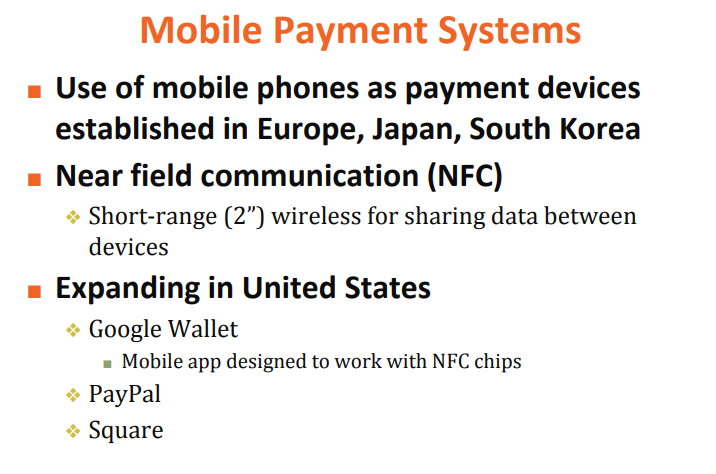 Mobile Payment Systems
Use of mobile phones as payment devices
established in Europe, Japan, South Korea
Near field communication (NFC)
Short-range (2”) wireless for sharing data between
devices
Expanding in United States
Google Wallet
Mobile app designed to work with NFC chips
PayPal
Square